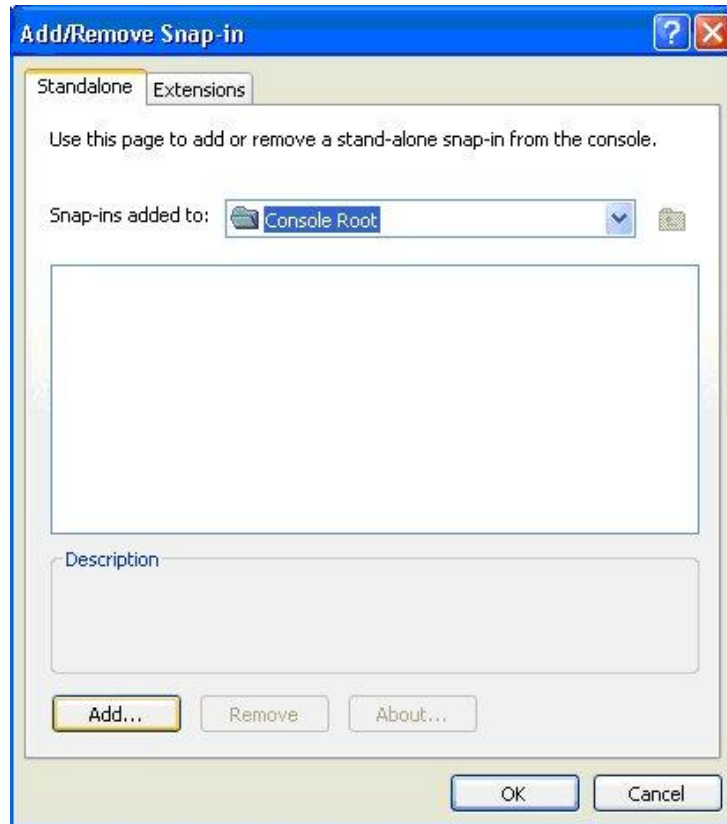 Add/Remove Snap-in
Standalone Extensions
Use this page to add or remove a stand-alone snap-in from the console.
Snap-ins added to: Console Root
Description
Add... Remove About...
OK Cancel